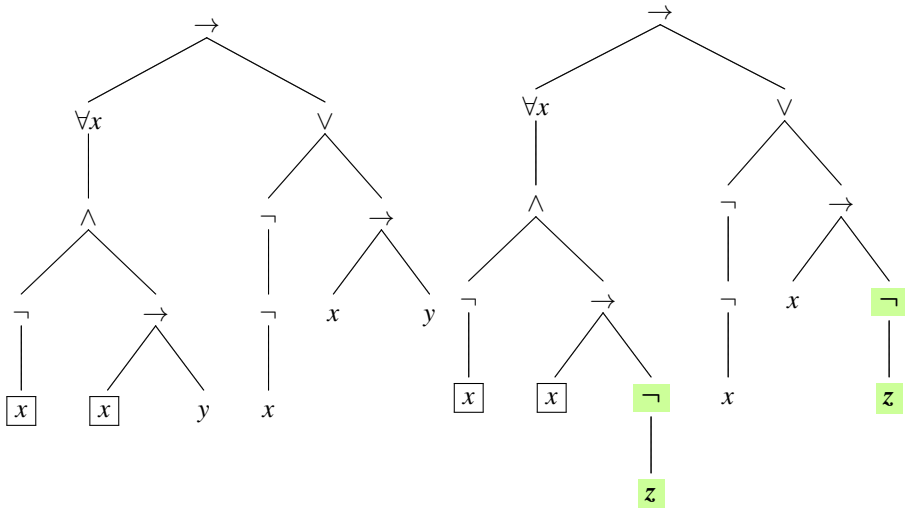 → →
∀x ∨ ∀x ∨
∧ ¬ → ∧ ¬ →
¬ → ¬ x y ¬ → ¬ x ¬
x x y x x x ¬ x z
z